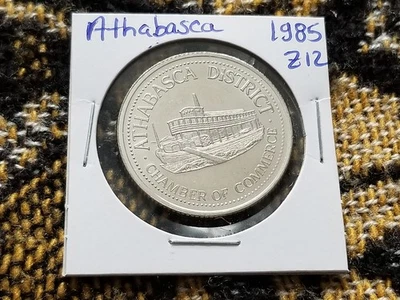 Athabasca 1985
Z12
ATHABASCA DISTRICT
· CHAMBER OF COMMERCE ·